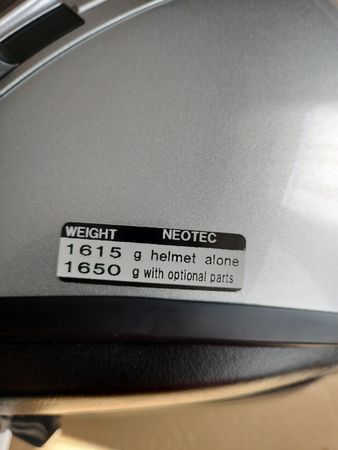 WEIGHT NEOTEC
1615 g helmet alone
1650 g with optional parts